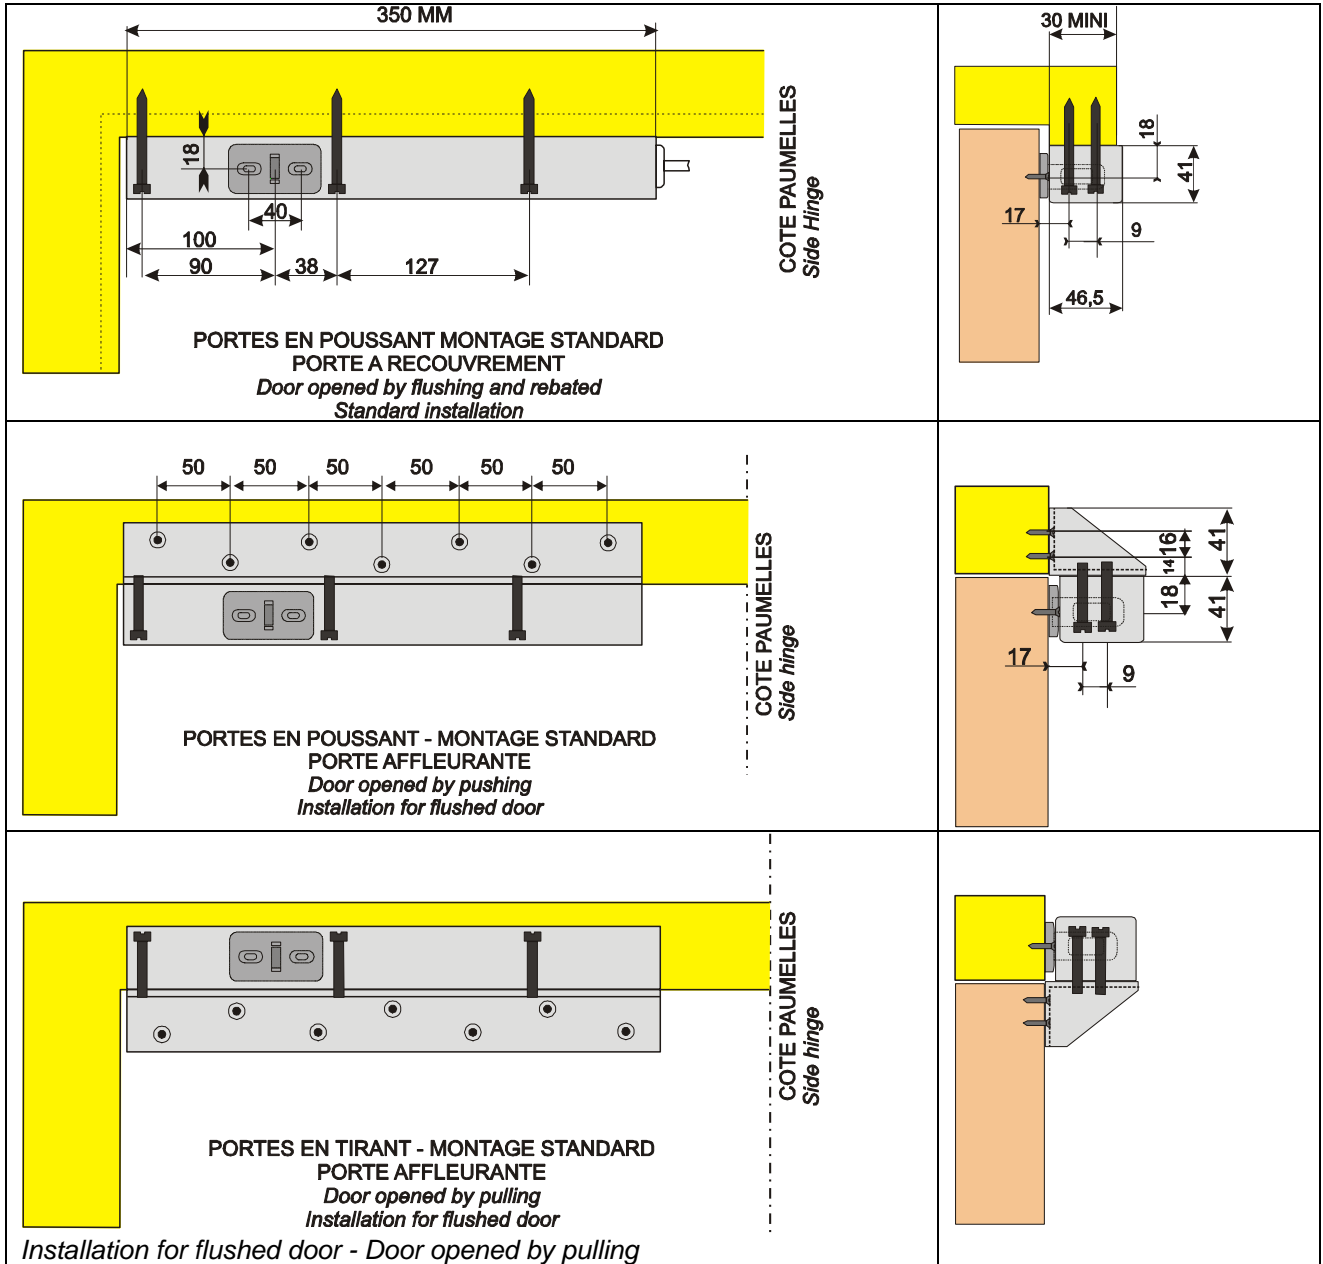 350 MM
18
40
100
90
38
127
COTE PAUMELLES
Side Hinge
PORTES EN POUSSANT MONTAGE STANDARD
PORTE A RECOUVREMENT
Door opened by flushing and rebated
Standard installation
30 MINI
18
41
17
9
46,5
50 50 50 50 50 50
COTE PAUMELLES
Side hinge
PORTES EN POUSSANT - MONTAGE STANDARD
PORTE AFFLEURANTE
Door opened by pushing
Installation for flushed door
16
41
14
18
41
17
9
COTE PAUMELLES
Side hinge
PORTES EN TIRANT - MONTAGE STANDARD
PORTE AFFLEURANTE
Door opened by pulling
Installation for flushed door
Installation for flushed door - Door opened by pulling